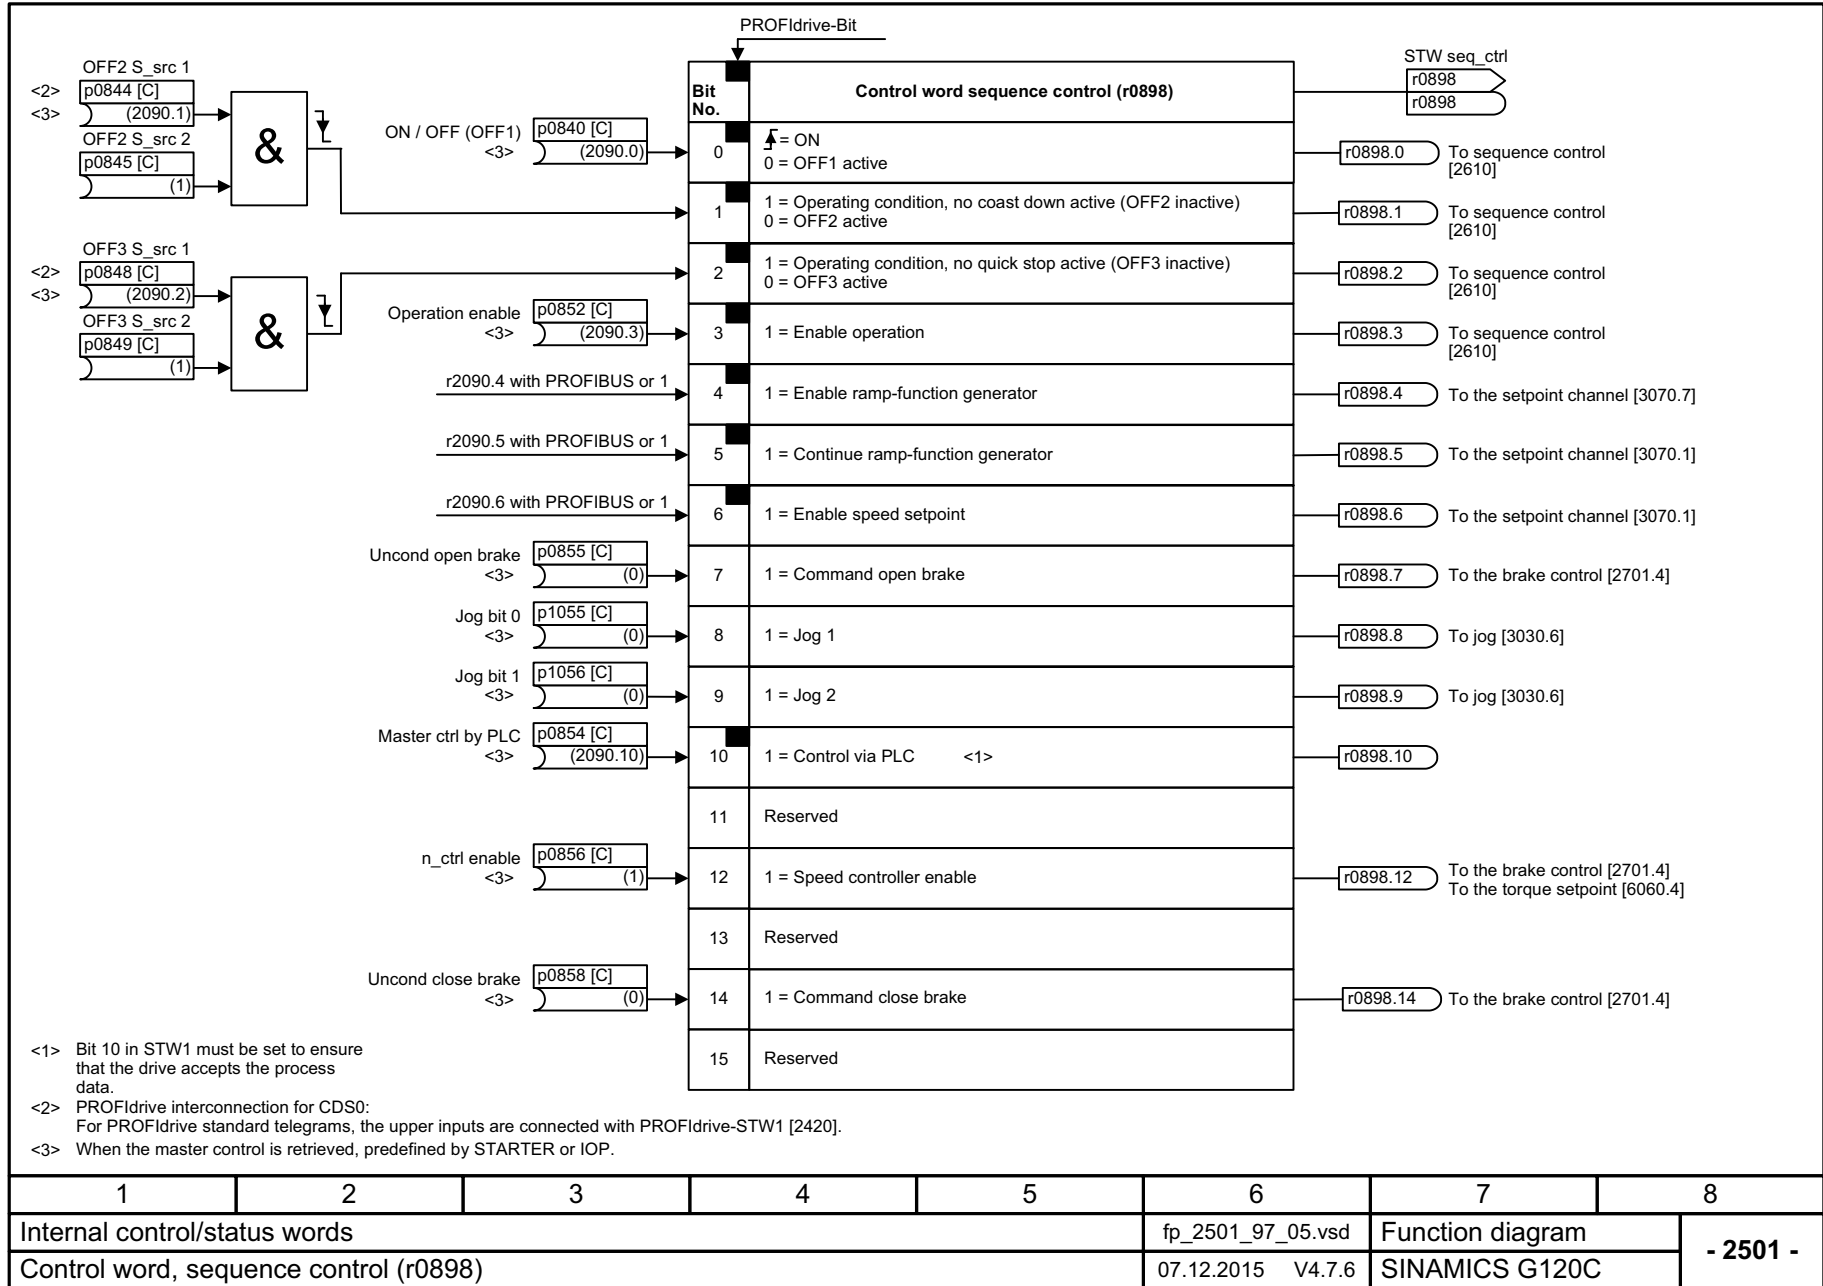 PROFIdrive-Bit
OFF2 S_src 1
<2> p0844 [C]
<3> (2090.1)
OFF2 S_src 2
p0845 [C]
(1)
&
OFF3 S_src 1
<2> p0848 [C]
<3> (2090.2)
OFF3 S_src 2
p0849 [C]
(1)
&
Bit
No.
Control word sequence control (r0898)
STW seq_ctrl
r0898
r0898
ON / OFF (OFF1) p0840 [C]
<3> (2090.0)
0
= ON
0 = OFF1 active
r0898.0 To sequence control
[2610]
1
1 = Operating condition, no coast down active (OFF2 inactive)
0 = OFF2 active
r0898.1 To sequence control
[2610]
2
1 = Operating condition, no quick stop active (OFF3 inactive)
0 = OFF3 active
r0898.2 To sequence control
[2610]
Operation enable p0852 [C]
<3> (2090.3)
3 1 = Enable operation
r0898.3 To sequence control
[2610]
r2090.4 with PROFIBUS or 1
4 1 = Enable ramp-function generator
r0898.4 To the setpoint channel [3070.7]
r2090.5 with PROFIBUS or 1
5 1 = Continue ramp-function generator
r0898.5 To the setpoint channel [3070.1]
r2090.6 with PROFIBUS or 1
6 1 = Enable speed setpoint
r0898.6 To the setpoint channel [3070.1]
Uncond open brake p0855 [C]
<3> (0)
7 1 = Command open brake
r0898.7 To the brake control [2701.4]
Jog bit 0 p1055 [C]
<3> (0)
8 1 = Jog 1
r0898.8 To jog [3030.6]
Jog bit 1 p1056 [C]
<3> (0)
9 1 = Jog 2
r0898.9 To jog [3030.6]
Master ctrl by PLC p0854 [C]
<3> (2090.10)
10 1 = Control via PLC <1>
r0898.10
11 Reserved
n_ctrl enable p0856 [C]
<3> (1)
12 1 = Speed controller enable
r0898.12 To the brake control [2701.4]
To the torque setpoint [6060.4]
13 Reserved
Uncond close brake p0858 [C]
<3> (0)
14 1 = Command close brake
r0898.14 To the brake control [2701.4]
15 Reserved
<1> Bit 10 in STW1 must be set to ensure
that the drive accepts the process
data.
<2> PROFIdrive interconnection for CDS0:
For PROFIdrive standard telegrams, the upper inputs are connected with PROFIdrive-STW1 [2420].
<3> When the master control is retrieved, predefined by STARTER or IOP.
1 2 3 4 5 6 7 8
Internal control/status words fp_2501_97_05.vsd Function diagram
- 2501 -
Control word, sequence control (r0898) 07.12.2015 V4.7.6 SINAMICS G120C